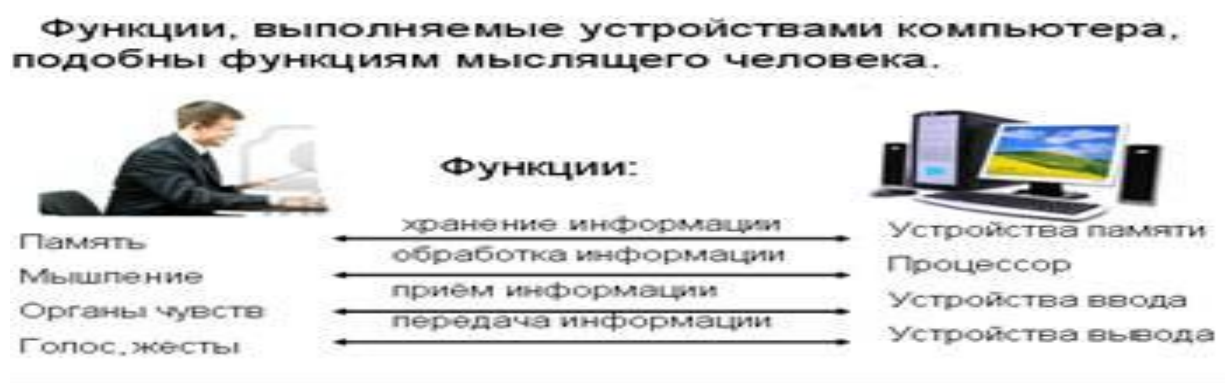 Функции, выполняемые устройствами компьютера,
подобны функциям мыслящего человека.
Функции:
Память
хранение информации
Устройства памяти
Мышление
обработка информации
Процессор
Органы чувств
приём информации
Устройства ввода
Голос, жесты
передача информации
Устройства вывода